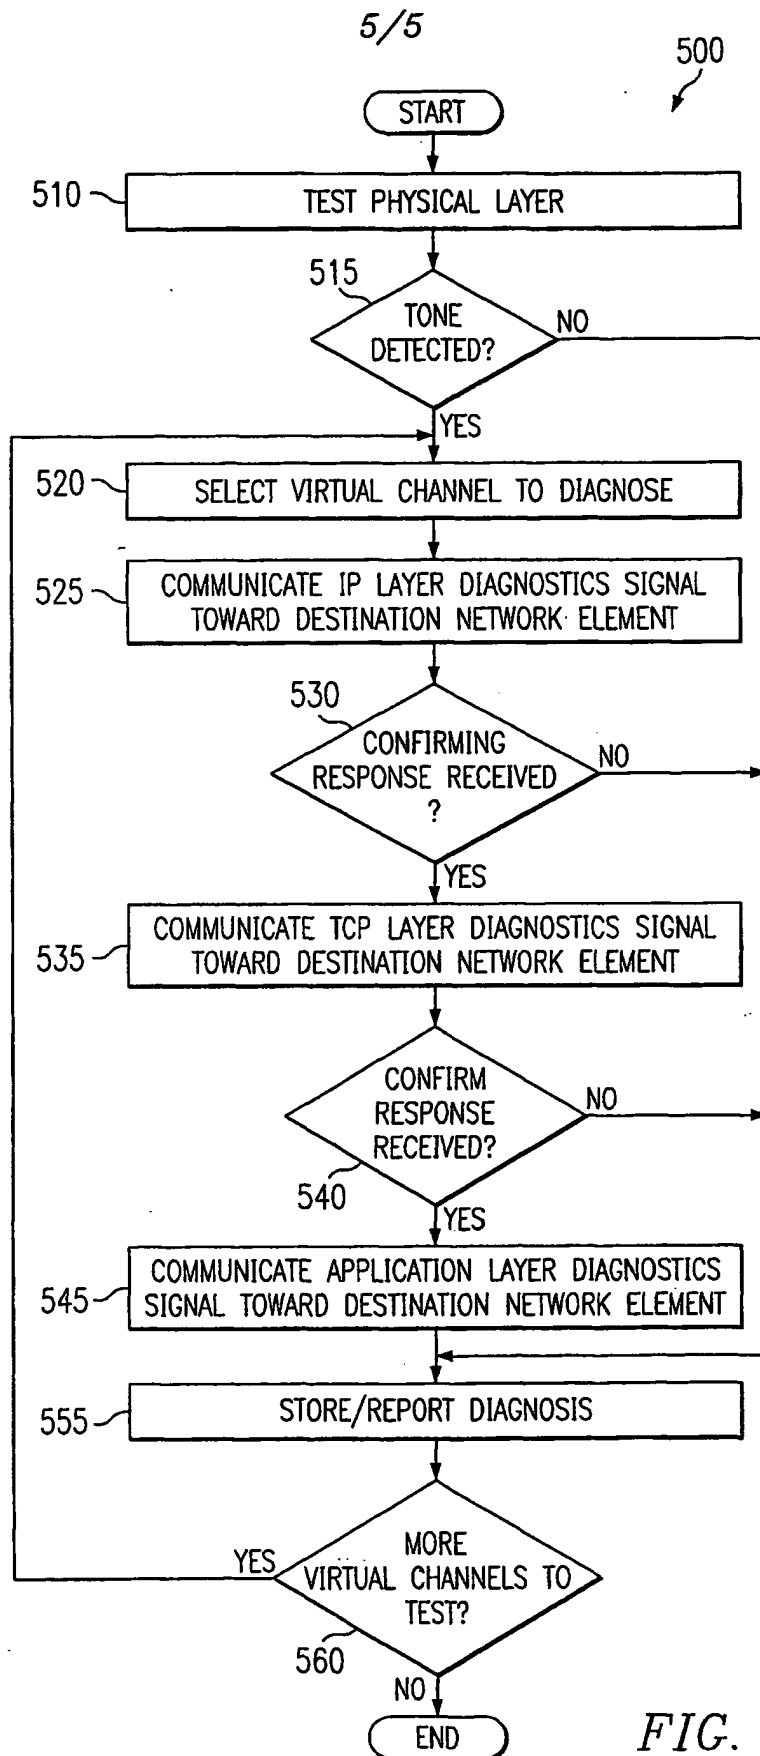 5/5
500
START
510
TEST PHYSICAL LAYER
515
TONE
DETECTED?
NO
YES
520
SELECT VIRTUAL CHANNEL TO DIAGNOSE
525
COMMUNICATE IP LAYER DIAGNOSTICS SIGNAL
TOWARD DESTINATION NETWORK ELEMENT
530
CONFIRMING
RESPONSE RECEIVED
?
NO
YES
535
COMMUNICATE TCP LAYER DIAGNOSTICS SIGNAL
TOWARD DESTINATION NETWORK ELEMENT
CONFIRM
RESPONSE
RECEIVED?
NO
540
YES
545
COMMUNICATE APPLICATION LAYER DIAGNOSTICS
SIGNAL TOWARD DESTINATION NETWORK ELEMENT
555
STORE/REPORT DIAGNOSIS
MORE
VIRTUAL CHANNELS TO
TEST?
YES
560
NO
END
FIG.